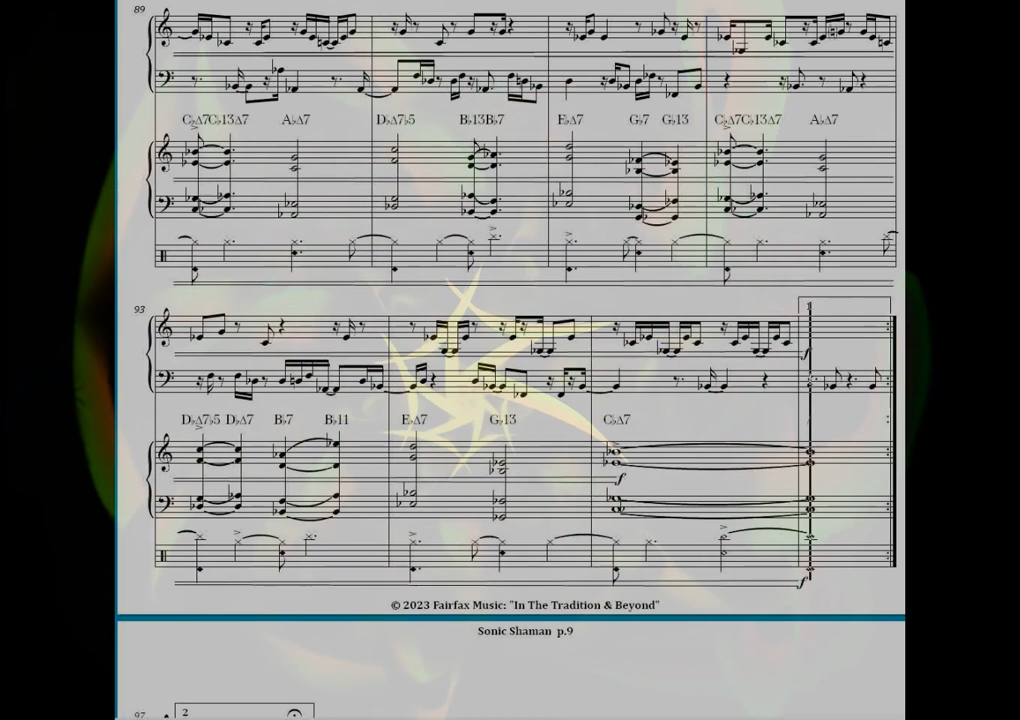 89
C♭Δ7C♭13Δ7 A♭Δ7 D♭Δ7♭5 B♭13B♭7 E♭Δ7 G♭7 G♭13 C♭Δ7C♭13Δ7 A♭Δ7
93
1
f
D♭Δ7♭5 D♭Δ7 B♭7 B♭11 E♭Δ7 G♭13 C♭Δ7
f
f
© 2023 Fairfax Music: "In The Tradition & Beyond"
Sonic Shaman p.9
97
2